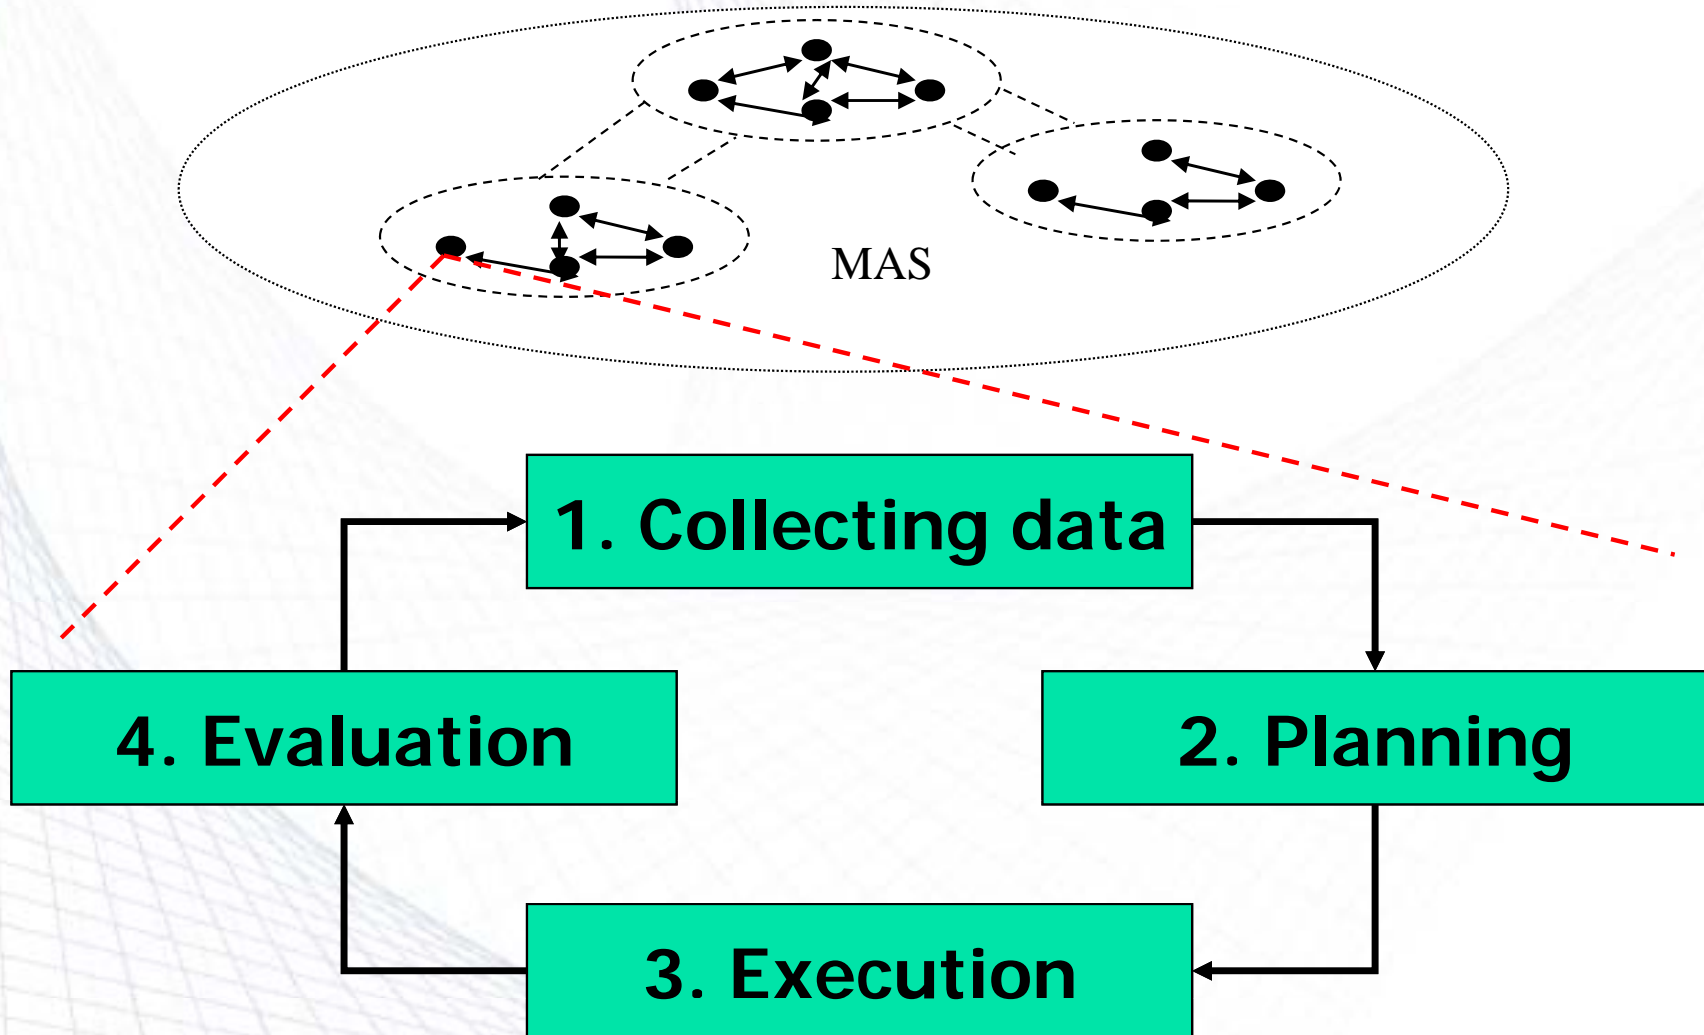 MAS
1. Collecting data
4. Evaluation
2. Planning
3. Execution